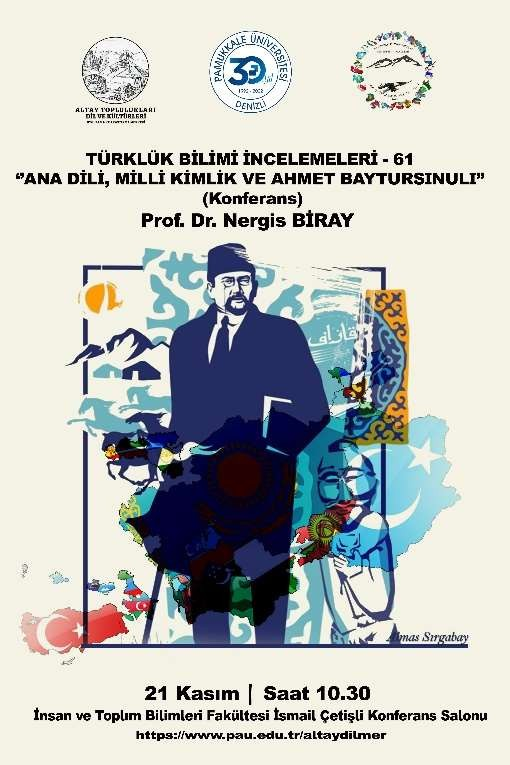 ALTAY TOPLULUKLARI
DİL VE KÜLTÜRLERİ
PAMUKKALE ÜNİVERSİTESİ
30
yıl
1992 - 2022
DENİZLİ
TÜRKLÜK BİLİMİ İNCELEMELERİ - 61
‘’ANA DİLİ, MİLLİ KİMLİK VE AHMET BAYTURSINULI’’
(Konferans)
Prof. Dr. Nergis BİRAY
Almas Sırgabay
21 Kasım | Saat 10.30
İnsan ve Toplım Bilimleri Fakültesi İsmail Çetişli Konferans Salonu
https://www.pau.edu.tr/altaydilmer